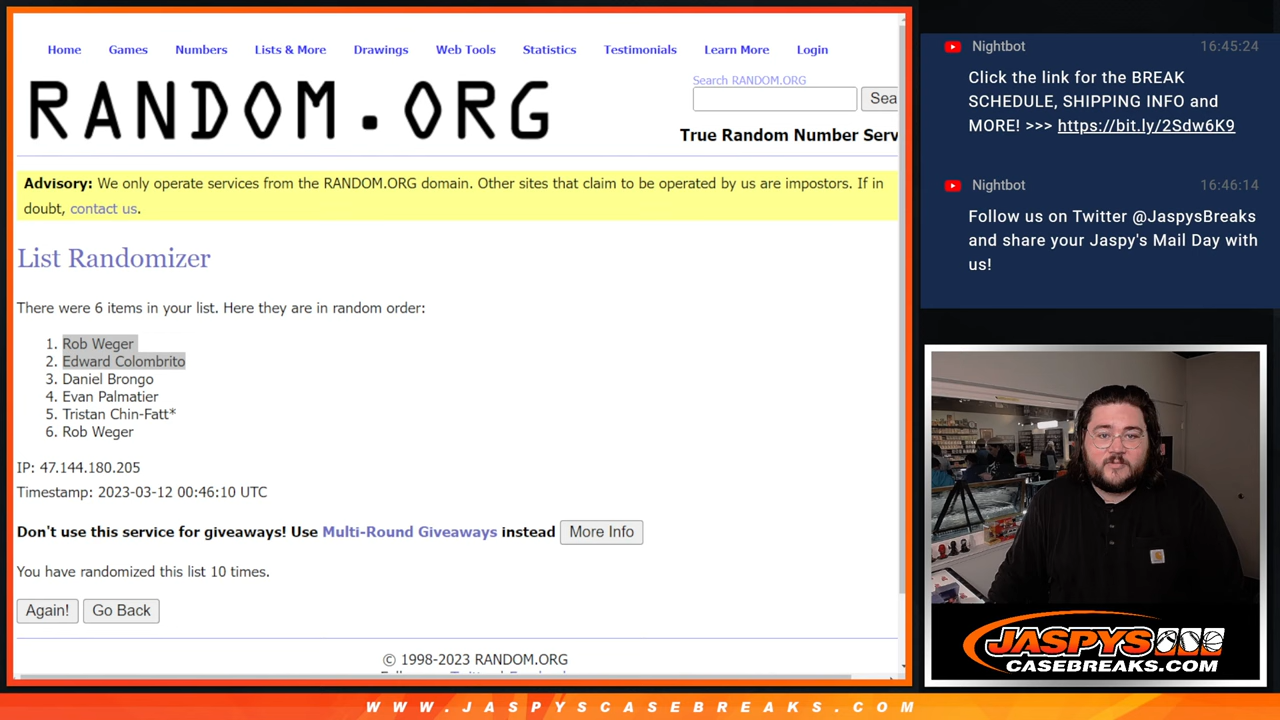 Home Games Numbers Lists & More Drawings Web Tools Statistics Testimonials Learn More Login
RANDOM.ORG
Search RANDOM.ORG
Sea
True Random Number Serv
Advisory: We only operate services from the RANDOM.ORG domain. Other sites that claim to be operated by us are impostors. If in
doubt, contact us.
List Randomizer
There were 6 items in your list. Here they are in random order:
1. Rob Weger
2. Edward Colombrito
3. Daniel Brongo
4. Evan Palmatier
5. Tristan Chin-Fatt*
6. Rob Weger
IP: 47.144.180.205
Timestamp: 2023-03-12 00:46:10 UTC
Don't use this service for giveaways! Use Multi-Round Giveaways instead More Info
You have randomized this list 10 times.
Again! Go Back
© 1998-2023 RANDOM.ORG
Nightbot 16:45:24
Click the link for the BREAK
SCHEDULE, SHIPPING INFO and
MORE! >>> https://bit.ly/2Sdw6K9
Nightbot 16:46:14
Follow us on Twitter @JaspysBreaks
and share your Jaspy's Mail Day with
us!
JASPYS
CASEBREAKS.COM
WWW.JASPYSCASEBREAKS.COM